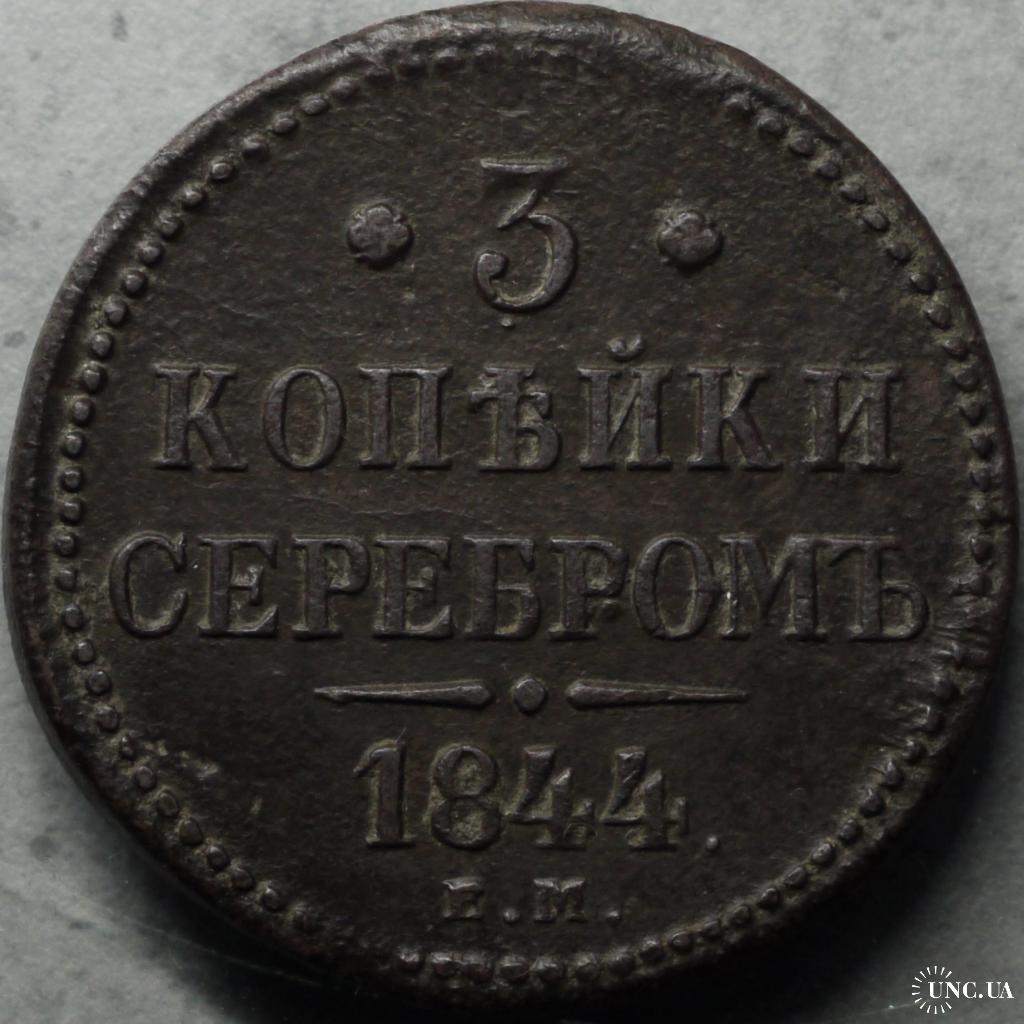 3
КОПѢЙКИ
СЕРЕБРОМЪ
1844.
Е.М.
UNC.UA